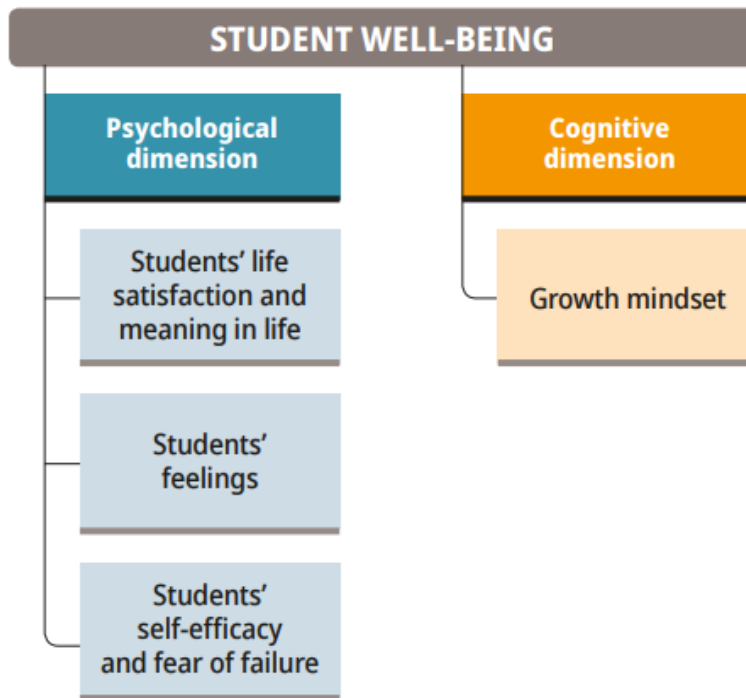 STUDENT WELL-BEING
Psychological
dimension
Students’ life
satisfaction and
meaning in life
Students’
feelings
Students’
self-efficacy
and fear of failure
Cognitive
dimension
Growth mindset